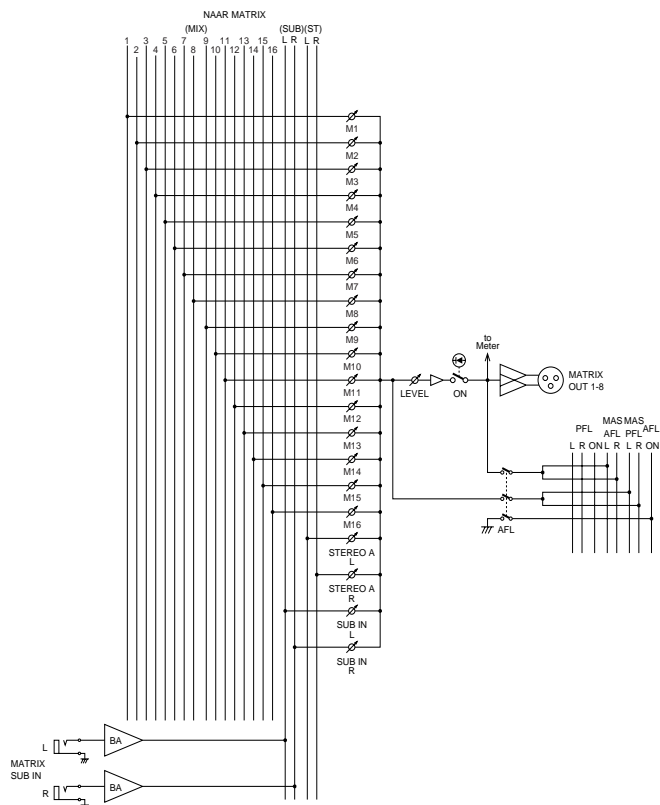 NAAR MATRIX
(MIX) (SUB)(ST)
1 3 5 7 9 11 13 15 L R L R
2 4 6 8 10 12 14 16
M1
M2
M3
M4
M5
M6
M7
M8
M9
M10
M11
M12
M13
M14
M15
M16
STEREO A
L
STEREO A
R
SUB IN
L
SUB IN
R
to
Meter
LEVEL
ON
MATRIX
OUT 1-8
MAS MAS
PFL AFL PFL AFL
L R ON L R L R ON
AFL
L
BA
MATRIX
SUB IN
R
BA